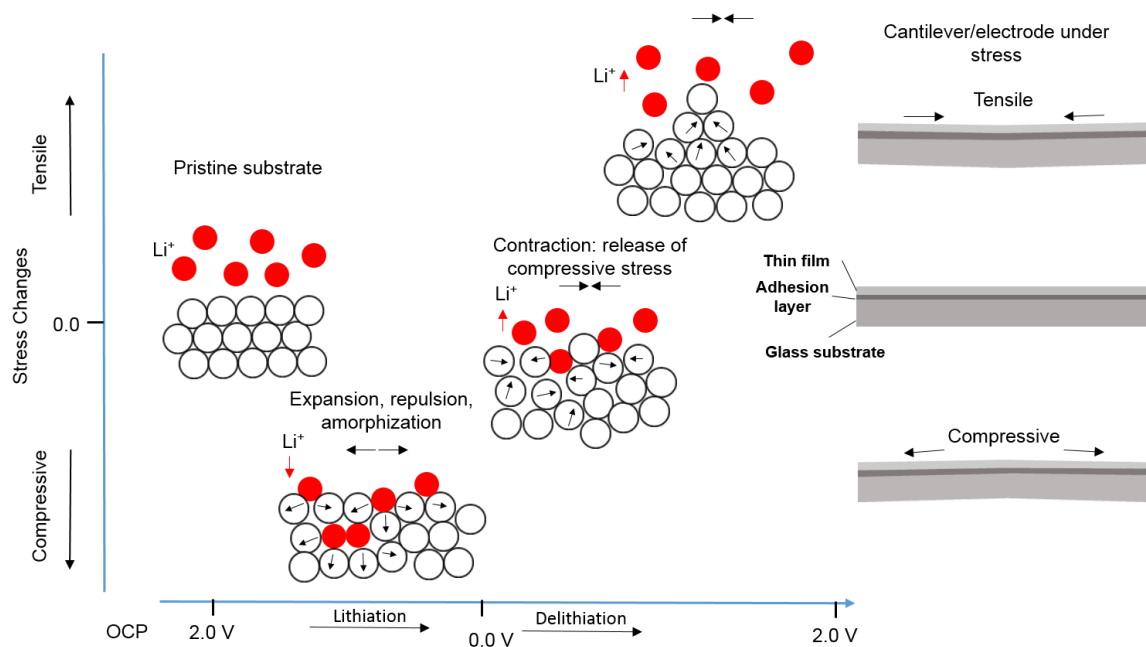 Cantilever/electrode under
stress
Tensile
Li+
Tensile
Pristine substrate
Li+
Contraction: release of
compressive stress
Li+
Thin film
Adhesion
layer
Glass substrate
Stress Changes
0.0
Expansion, repulsion,
amorphization
Li+
Compressive
Compressive
OCP
2.0 V
Lithiation
0.0 V
Delithiation
2.0 V